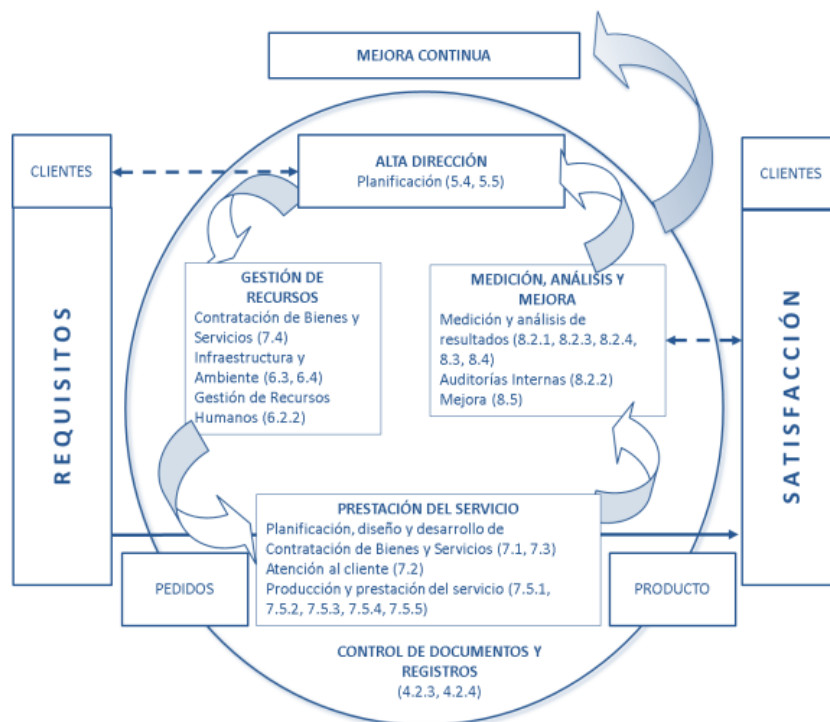 MEJORA CONTINUA
CLIENTES
ALTA DIRECCIÓN
Planificación (5.4, 5.5)
CLIENTES
REQUISITOS
GESTIÓN DE
RECURSOS
Contratación de Bienes y
Servicios (7.4)
Infraestructura y
Ambiente (6.3, 6.4)
Gestión de Recursos
Humanos (6.2.2)
MEDICIÓN, ANÁLISIS Y
MEJORA
Medición y análisis de
resultados (8.2.1, 8.2.3, 8.2.4,
8.3, 8.4)
Auditorías Internas (8.2.2)
Mejora (8.5)
SATISFACCIÓN
PRESTACIÓN DEL SERVICIO
Planificación, diseño y desarrollo de
Contratación de Bienes y Servicios (7.1, 7.3)
Atención al cliente (7.2)
Producción y prestación del servicio (7.5.1,
7.5.2, 7.5.3, 7.5.4, 7.5.5)
PEDIDOS
PRODUCTO
CONTROL DE DOCUMENTOS Y
REGISTROS
(4.2.3, 4.2.4)